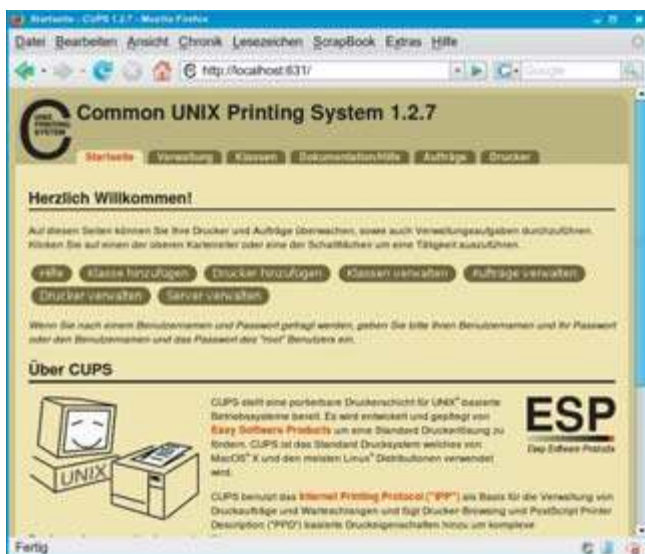 Startseite - CUPS 1.2.7 - Mozilla Firefox
Datei Bearbeiten Ansicht Chronik Lesezeichen ScrapBook Extras Hilfe
http://localhost:631/
Google
UNIX PRINTING SYSTEM
Common UNIX Printing System 1.2.7
Startseite Verwaltung Klassen Dokumentation/Hilfe Aufträge Drucker
Herzlich Willkommen!
Auf diesen Seiten können Sie Ihre Drucker und Aufträge überwachen, sowie auch Verwaltungsaufgaben durchzuführen.
Klicken Sie auf einen der oberen Kartenreiter oder eine der Schaltflächen um eine Tätigkeit auszuführen.
Hilfe Klasse hinzufügen Drucker hinzufügen Klassen verwalten Aufträge verwalten
Drucker verwalten Server verwalten
Wenn Sie nach einem Benutzernamen und Passwort gefragt werden, geben Sie bitte Ihren Benutzernamen und Ihr Passwort
oder den Benutzernamen und das Passwort des "root" Benutzers ein.
Über CUPS
CUPS stellt eine portierbare Druckerschicht für UNIX® basierte
Betriebssysteme bereit. Es wird entwickelt und gepflegt von
Easy Software Products um eine Standard Druckerlösung zu
fördern. CUPS ist das Standard Drucksystem welches von
MacOS® X und den meisten Linux® Distributionen verwendet
wird.
ESP
Easy Software Products
UNIX
CUPS benutzt das Internet Printing Protocol ("IPP") als Basis für die Verwaltung von
Druckaufträge und Warteschlangen und fügt Drucker Browsing und PostScript Printer
Description ("PPD") basierte Druckeigenschaften hinzu um komplexe
Fertig